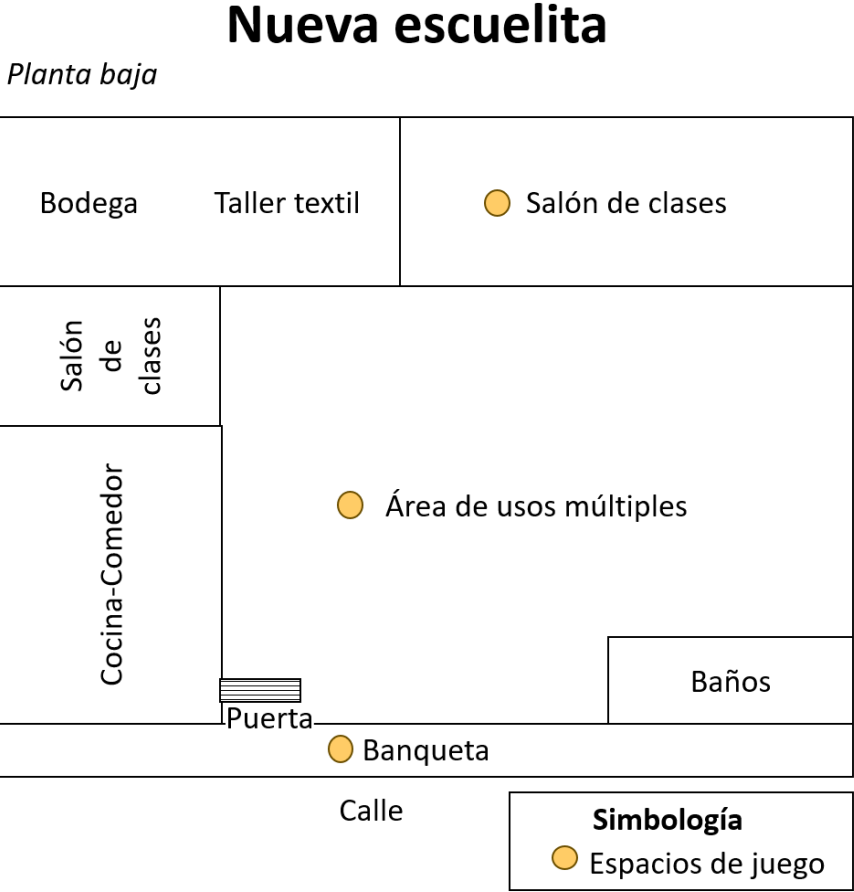 Nueva escuelita
Planta baja
Bodega
Taller textil
Salón de clases
Salón
de
clases
Área de usos múltiples
Cocina-Comedor
Baños
Puerta
Banqueta
Calle
Simbología
Espacios de juego